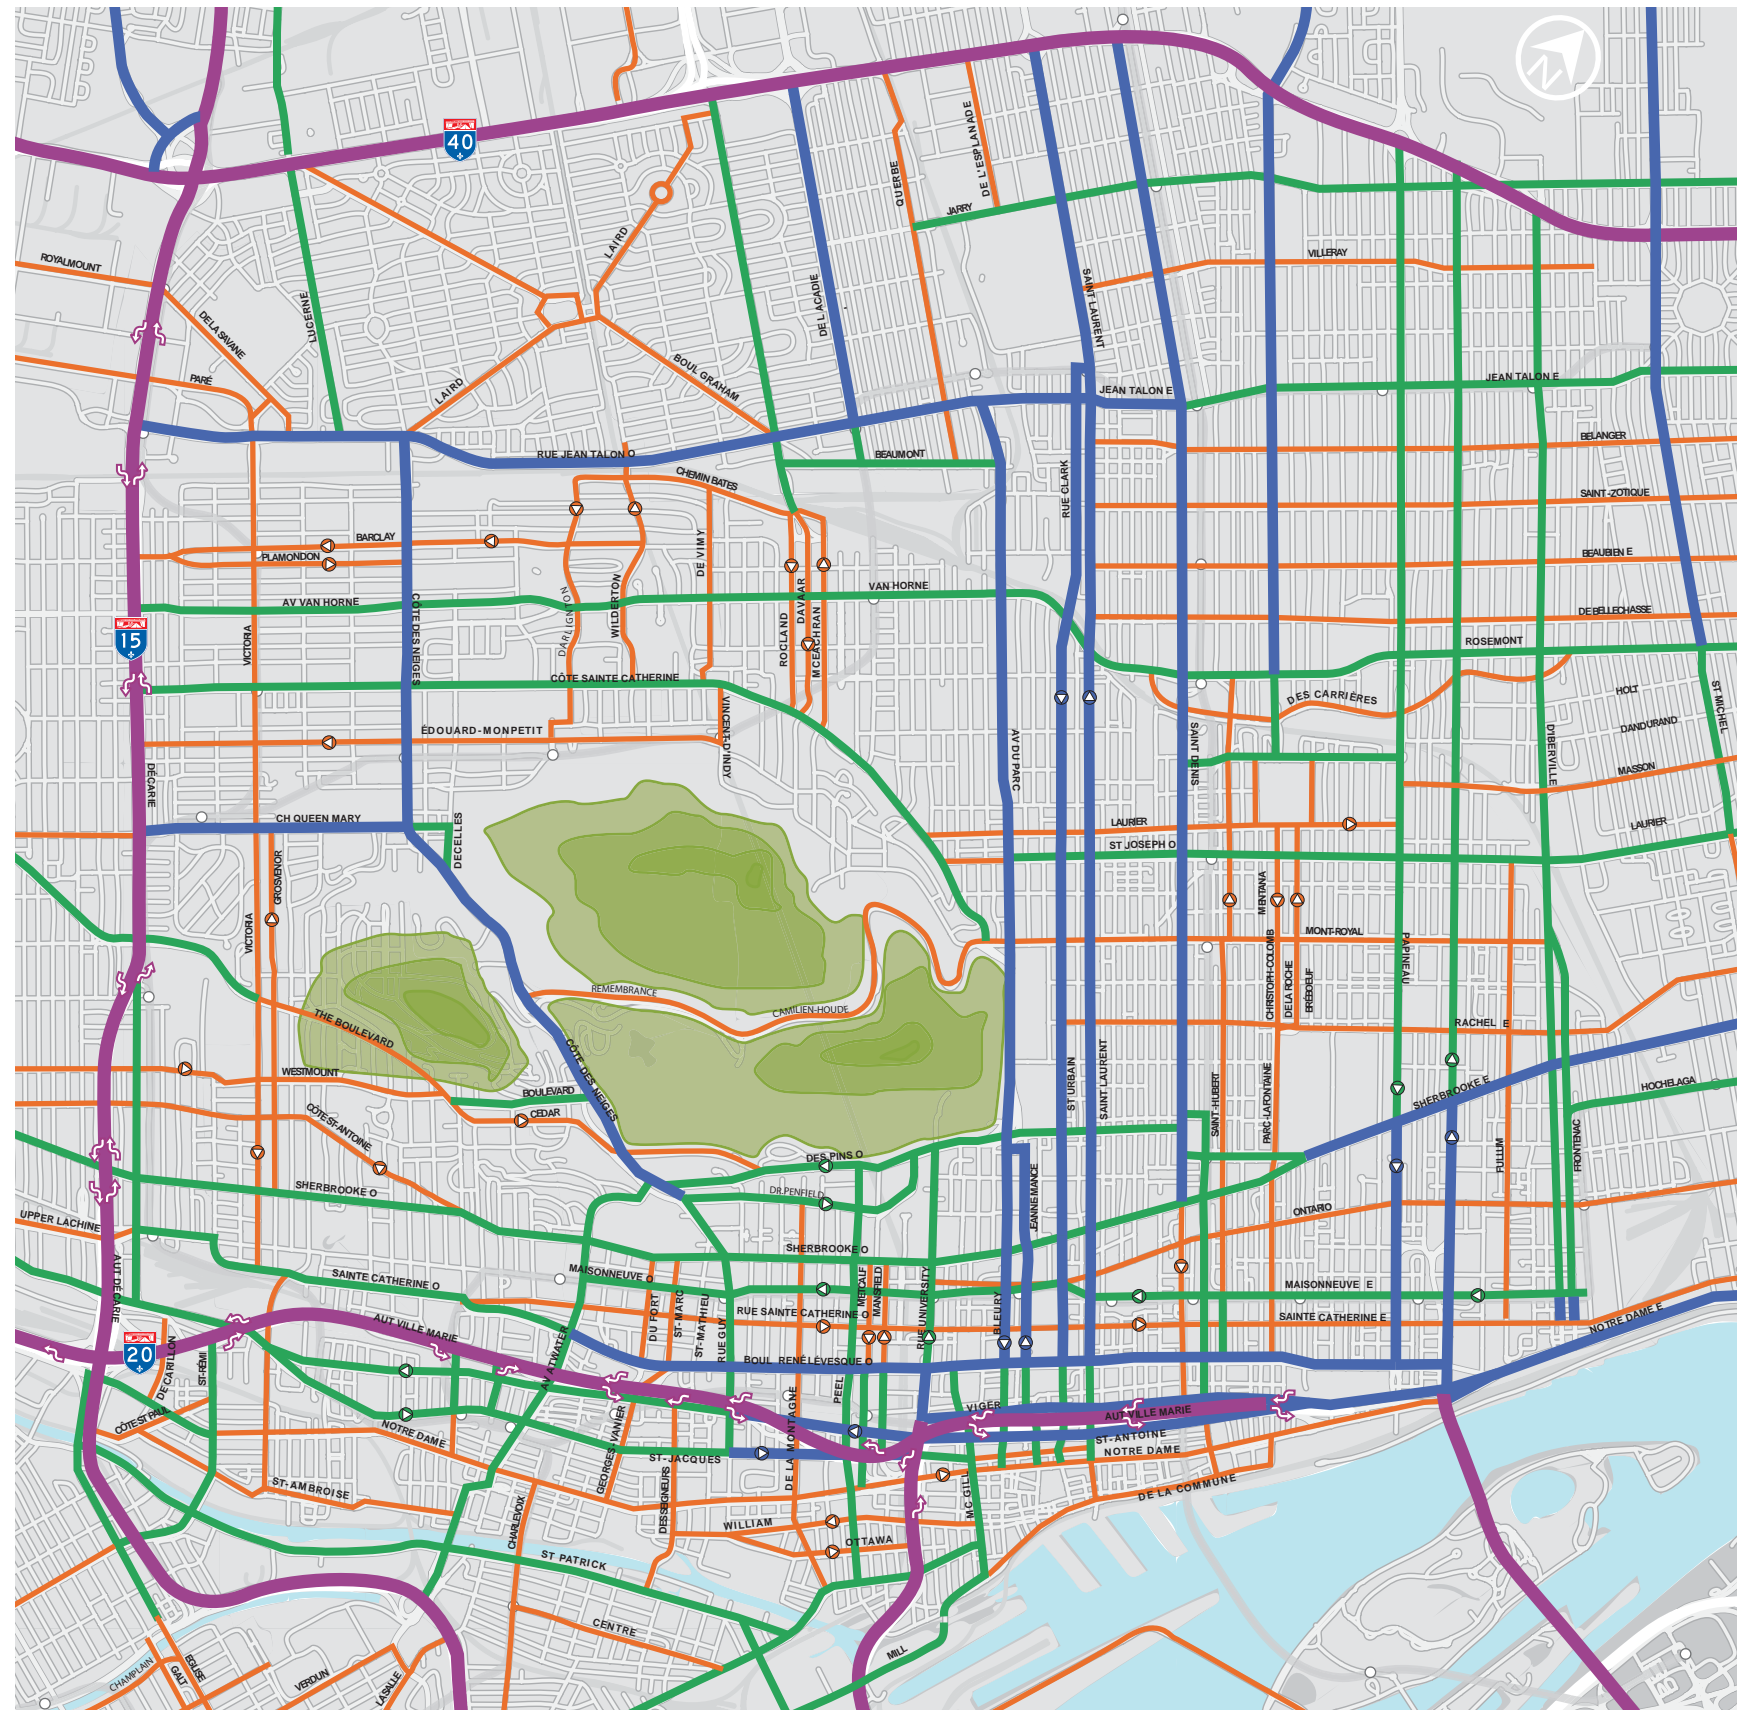 N
40
DE L'ESPLANADE
QUERBE
JARRY
LAIRD
ROYALMOUNT
VILLERAY
DE LACADIE
SAINT LAURENT
LUCERNE
DE LA SAVANE
PARÉ
LAIRD
BOUL GRAHAM
JEAN TALON E
JEAN TALON E
BELANGER
RUE JEAN TALON O
BEAUMONT
CHEMIN BATES
RUE CLARK
SAINT-ZOTIQUE
BARCLAY
PLAMONDON
DE VIMY
BEAUBIEN E
AV VAN HORNE
VAN HORNE
DARLIGNTON
WILDERTON
ROCLAND
DAVAAR
MCEACHRAN
DE BELLECHASSE
15
VICTORIA
CÔTE DES NEIGES
ROSEMONT
CÔTE SAINTE CATHERINE
HOLT
ST MICHEL
DES CARRIÈRES
DANDURAND
ÉDOUARD-MONPETIT
VINCENT-D'INDY
AV DU PARC
SAINT DENIS
D'IBERVILLE
MASSON
DÉCARIE
CH QUEEN MARY
DECELLES
LAURIER
LAURIER
ST JOSEPH O
GROSVENOR
MENTANA
VICTORIA
MONT-ROYAL
PAPINEAU
CHRISTOPH-COLOMB
DE LA ROCHE
BRÉBOEUF
REMEMBRANCE
CAMILIEN-HOUDE
THE BOULEVARD
RACHEL E
WESTMOUNT
CÔTE DES NEIGES
BOULEVARD
CEDAR
ST URBAIN
SAINT LAURENT
SAINT-HUBERT
PARC-LAFONTAINE
SHERBROOKE E
HOCHELAGA
CÔTE-ST-ANTOINE
FULLUM
FRONTENAC
DES PINS O
DR.PENFIELD
JEANNE MANCE
SHERBROOKE O
UPPER LACHINE
ONTARIO
SHERBROOKE O
AUT DÉCARIE
SAINTE CATHERINE O
MAISONNEUVE O
MAISONNEUVE E
METCALF
MANSFIELD
RUE UNIVERSITY
BLEURY
DU FORT
ST-MARC
ST-MATHIEU
RUE GUY
RUE SAINTE CATHERINE O
SAINTE CATHERINE E
NOTRE DAME E
AUT VILLE MARIE
20
DECARILLON
ST-RÉMI
AV ATWATER
BOUL RENÉ LÉVESQUE O
PEEL
VIGER
AUT VILLE MARIE
CÔTE ST PAUL
NOTRE DAME
GEORGES-VANIER
DE LA MONTAGNE
ST-ANTOINE
NOTRE DAME
ST-JACQUES
DES SEIGNEURS
MC GILL
DE LA COMMUNE
ST-AMBROISE
CHARLEVOIX
WILLIAM
OTTAWA
ST PATRICK
CENTRE
MILL
CHAMPLAIN
GALT
EGLISE
VERDUN
LASALLE